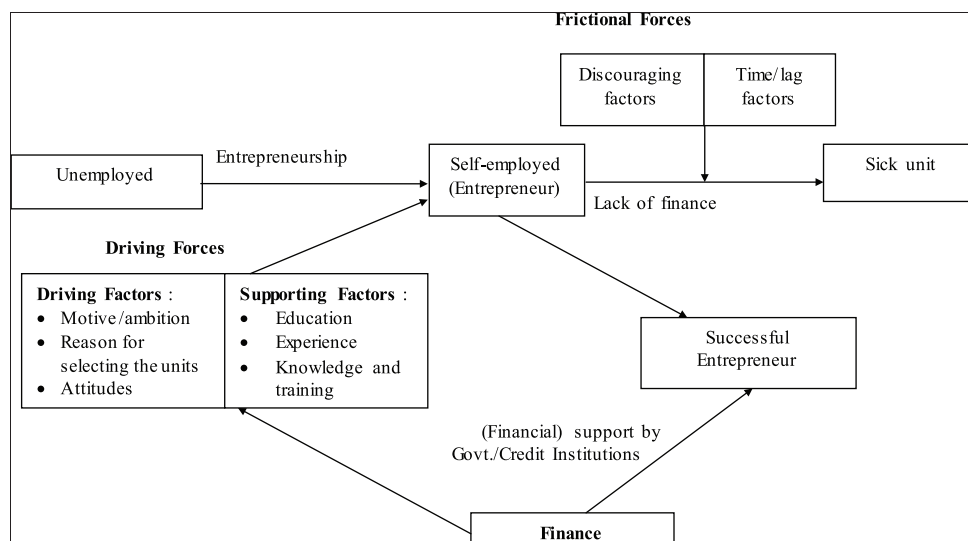 Frictional Forces
Discouraging
factors
Time/lag
factors
Unemployed
Entrepreneurship
Self-employed
(Entrepreneur)
Lack of finance
Sick unit
Driving Forces
Driving Factors :
• Motive/ambition
• Reason for
selecting the units
• Attitudes
Supporting Factors :
• Education
• Experience
• Knowledge and
training
Successful
Entrepreneur
(Financial) support by
Govt./Credit Institutions
Finance